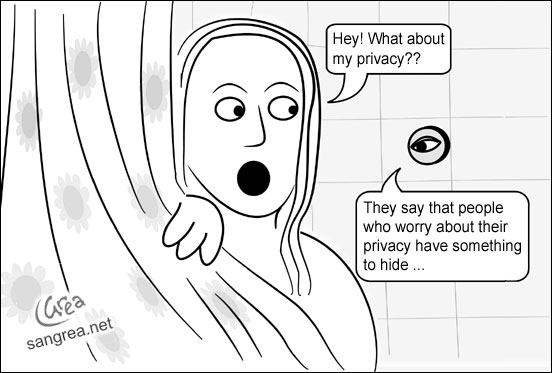 Hey! What about
my privacy??
They say that people
who worry about their
privacy have something
to hide ...
Grea
sangrea.net